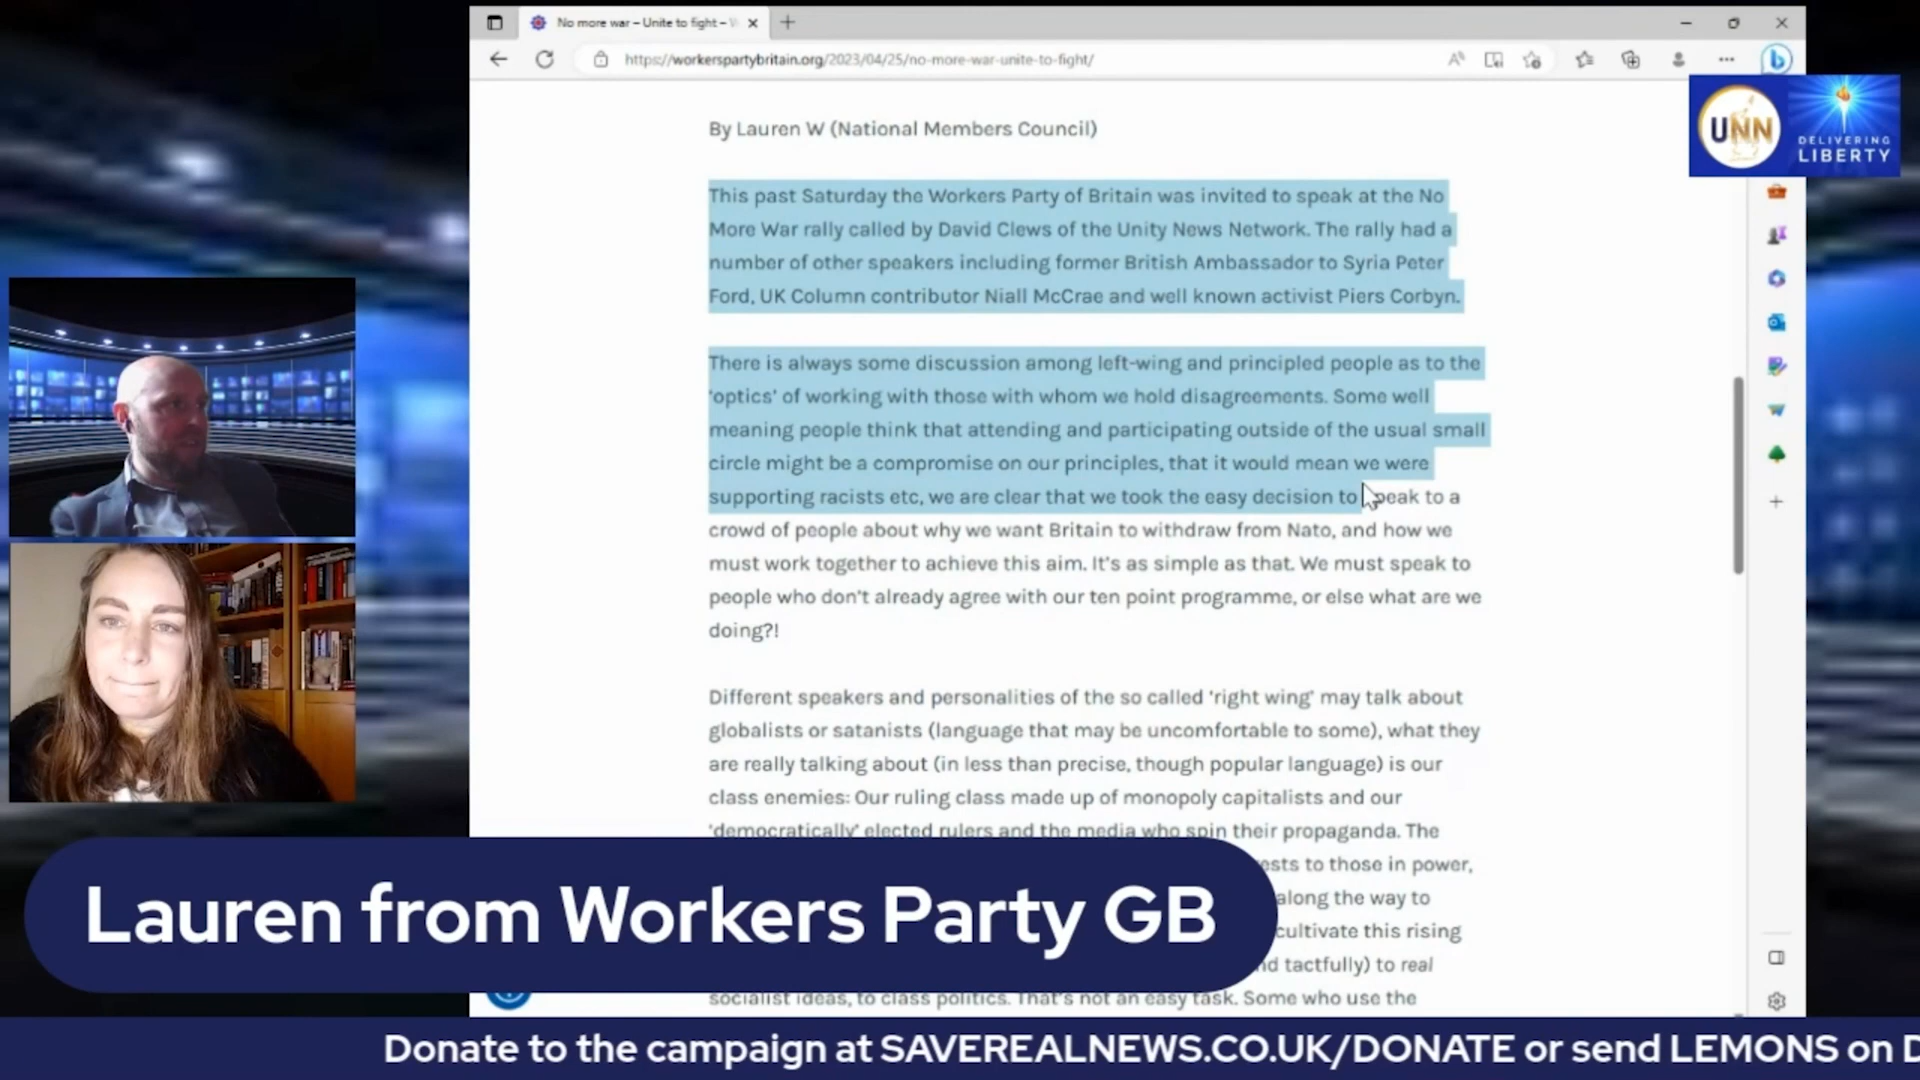 No more war – Unite to fight –
https://workerspartybritain.org/2023/04/25/no-more-war-unite-to-fight/
UNN
DELIVERING
LIBERTY
By Lauren W (National Members Council)
This past Saturday the Workers Party of Britain was invited to speak at the No
More War rally called by David Clews of the Unity News Network. The rally had a
number of other speakers including former British Ambassador to Syria Peter
Ford, UK Column contributor Niall McCrae and well known activist Piers Corbyn.
There is always some discussion among left-wing and principled people as to the
'optics' of working with those with whom we hold disagreements. Some well
meaning people think that attending and participating outside of the usual small
circle might be a compromise on our principles, that it would mean we were
supporting racists etc, we are clear that we took the easy decision to speak to a
crowd of people about why we want Britain to withdraw from Nato, and how we
must work together to achieve this aim. It's as simple as that. We must speak to
people who don't already agree with our ten point programme, or else what are we
doing?!
Different speakers and personalities of the so called 'right wing' may talk about
globalists or satanists (language that may be uncomfortable to some), what they
are really talking about (in less than precise, though popular language) is our
class enemies: Our ruling class made up of monopoly capitalists and our
'democratically' elected rulers and the media who spin their propaganda. The
ests to those in power,
along the way to
cultivate this rising
nd tactfully) to real
socialist ideas, to class politics. That's not an easy task. Some who use the
Lauren from Workers Party GB
Donate to the campaign at SAVEREALNEWS.CO.UK/DONATE or send LEMONS on D